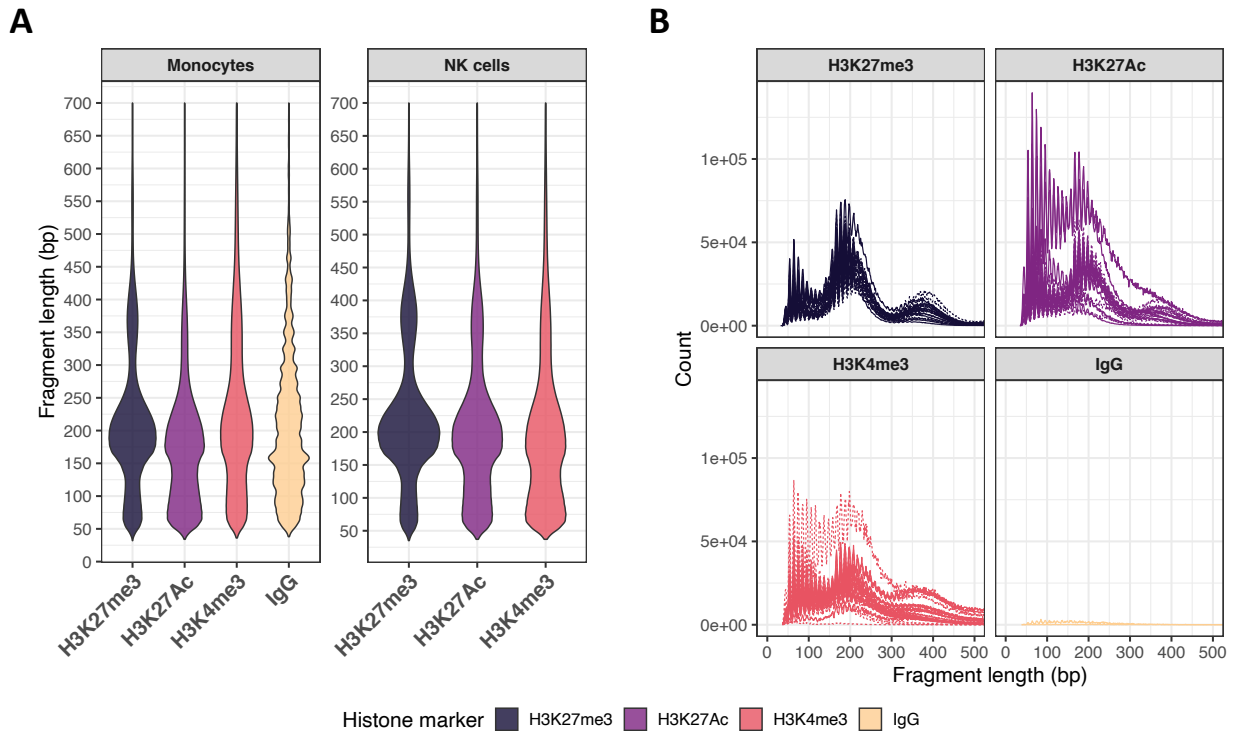 A
B
Monocytes
NK cells
Fragment length (bp)
700
650
600
550
500
450
400
350
300
250
200
150
100
50
0
700
650
600
550
500
450
400
350
300
250
200
150
100
50
H3K27me3
H3K27Ac
H3K4me3
IgG
H3K27me3
H3K27Ac
H3K4me3
H3K27me3
H3K27Ac
Count
1e+05
5e+04
0e+00
H3K4me3
IgG
1e+05
5e+04
0e+00
0 100 200 300 400 500
0 100 200 300 400 500
Fragment length (bp)
Histone marker H3K27me3 H3K27Ac H3K4me3 IgG